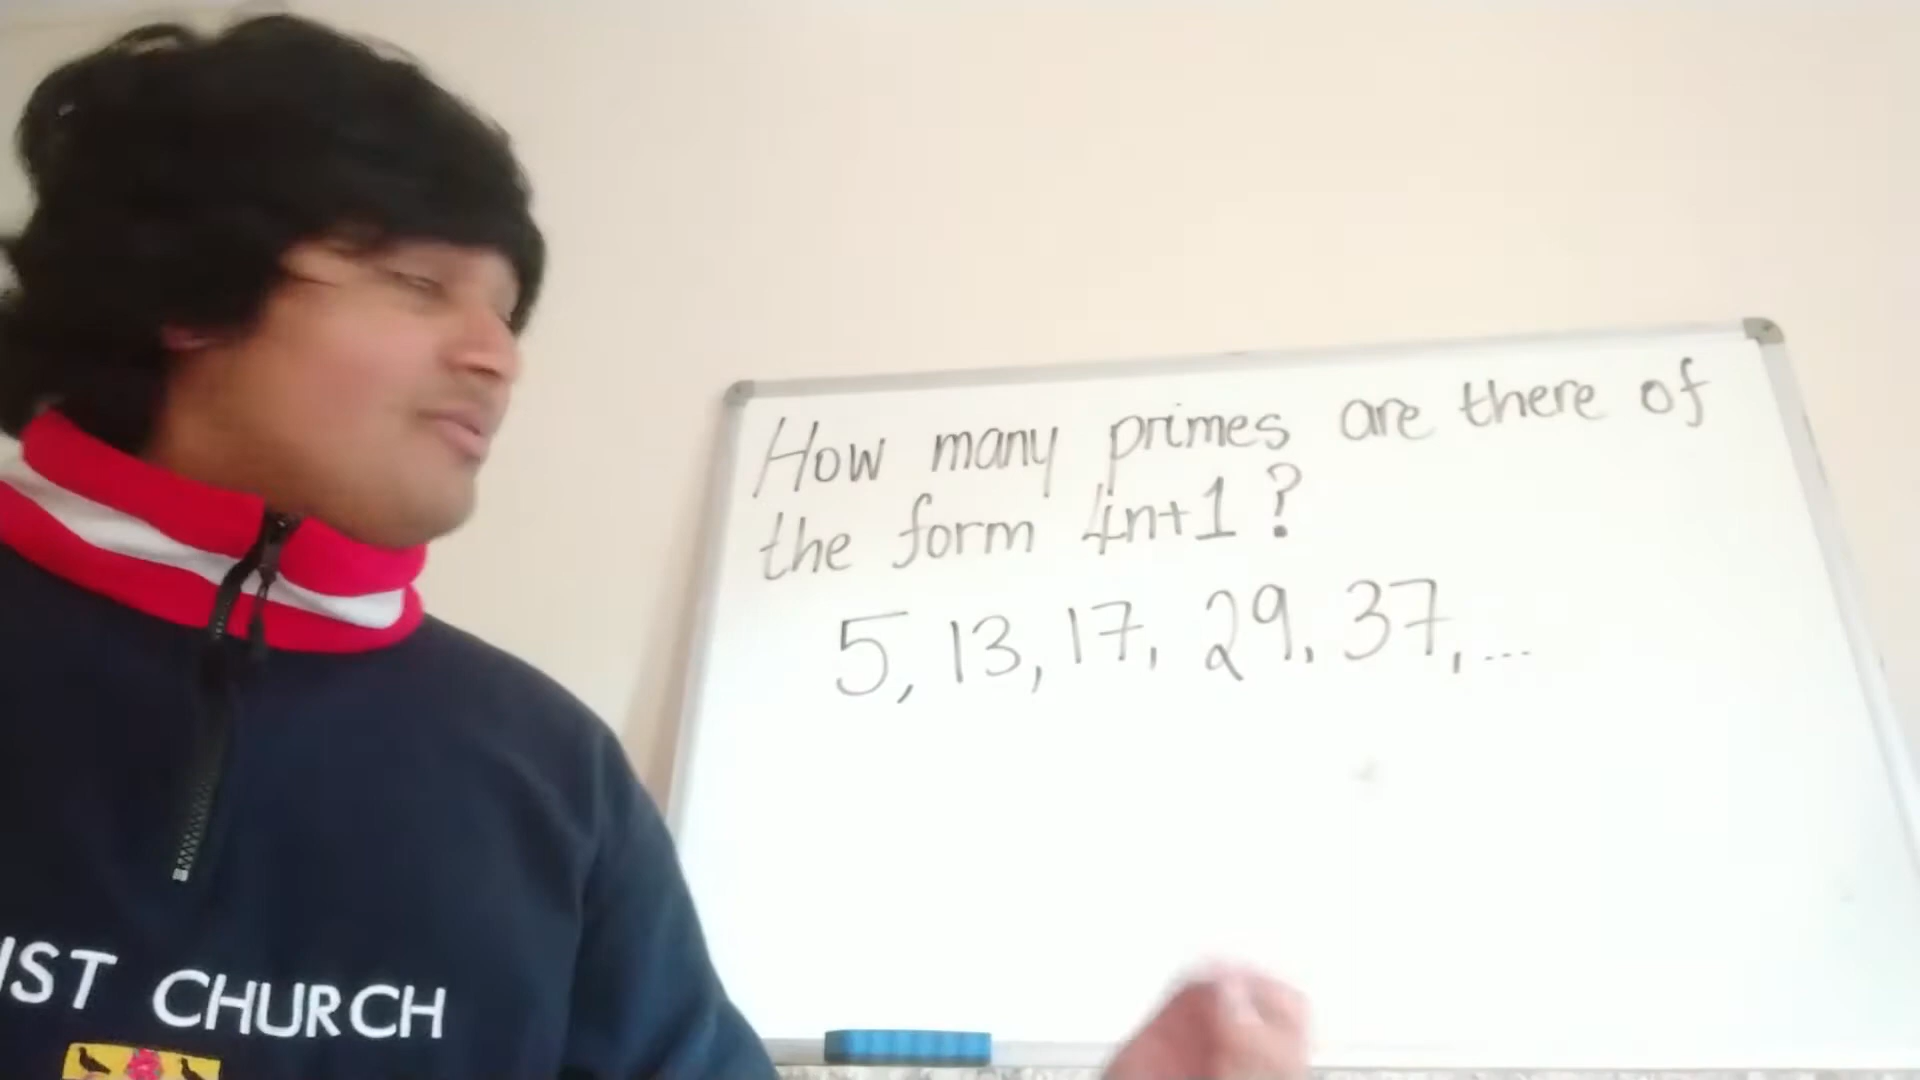 How many primes are there of
the form 4n+1?
5, 13, 17, 29, 37, ...
IST CHURCH